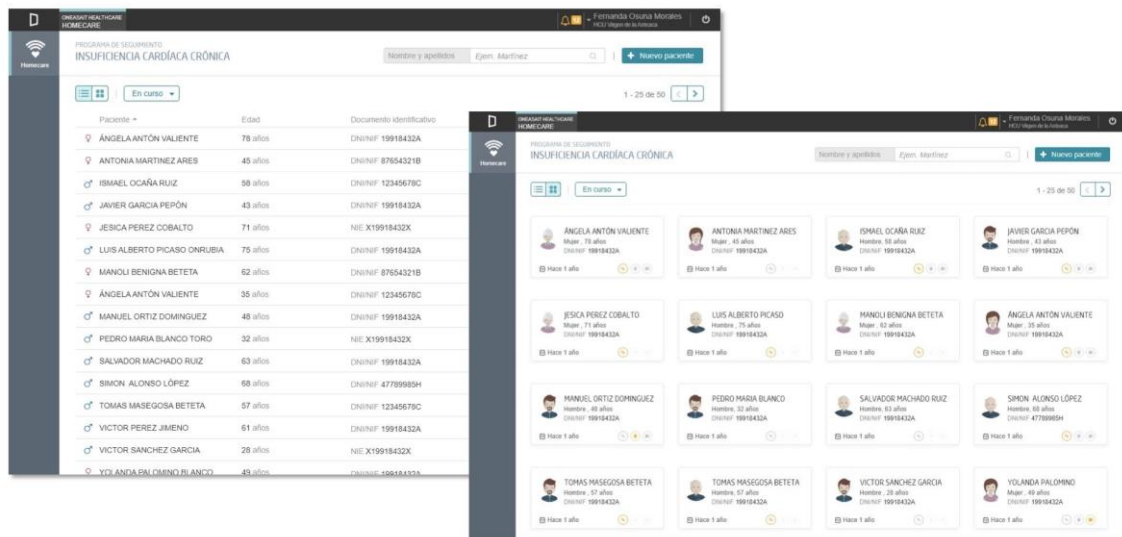 ONEASAIT HEALTHCARE
HOMECARE
12
Fernanda Osuna Morales
HCU Virgen de la Antigua
Homecare
PROGRAMA DE SEGUIMIENTO
INSUFICIENCIA CARDÍACA CRÓNICA
Nombre y apellidos Ejem. Martínez
+ Nuevo paciente
En curso
1 - 25 de 50
Paciente Edad Documento identificativo
ÁNGELA ANTÓN VALIENTE 78 años DNI/NIF 19918432A
ANTONIA MARTINEZ ARES 45 años DNI/NIF 87654321B
ISMAEL OCAÑA RUIZ 58 años DNI/NIF 12345678C
JAVIER GARCIA PEPÓN 43 años DNI/NIF 19918432A
JESICA PEREZ COBALTO 71 años NIE X19918432X
LUIS ALBERTO PICASO ONRUBIA 75 años DNI/NIF 19918432A
MANOLI BENIGNA BETETA 62 años DNI/NIF 87654321B
ÁNGELA ANTÓN VALIENTE 35 años DNI/NIF 12345678C
MANUEL ORTIZ DOMINGUEZ 48 años DNI/NIF 19918432A
PEDRO MARIA BLANCO TORO 32 años NIE X19918432X
SALVADOR MACHADO RUIZ 63 años DNI/NIF 19918432A
SIMON ALONSO LÓPEZ 68 años DNI/NIF 47789985H
TOMAS MASEGOSA BETETA 57 años DNI/NIF 12345678C
VICTOR PEREZ JIMENO 61 años DNI/NIF 19918432A
VICTOR SANCHEZ GARCIA 28 años NIE X19918432X
YOLANDA PALOMINO BLANCO 49 años DNI/NIF 19918432A
ONEASAIT HEALTHCARE
HOMECARE
Fernanda Osuna Morales
Homecare
PROGRAMA DE SEGUIMIENTO
INSUFICIENCIA CARDÍACA CRÓNICA
Nombre y apellidos Ejem. Martínez
+ Nuevo paciente
En curso
1 - 25 de 50
ÁNGELA ANTÓN VALIENTE
Mujer , 78 años
DNI/NIF 19918432A
Hace 1 año
ANTONIA MARTINEZ ARES
Mujer , 45 años
DNI/NIF 19918432A
Hace 1 año
ISMAEL OCAÑA RUIZ
Hombre, 58 años
DNI/NIF 19918432A
Hace 1 año
JAVIER GARCIA PEPÓN
Hombre , 43 años
DNI/NIF 19918432A
Hace 1 año
JESICA PEREZ COBALTO
Mujer , 71 años
DNI/NIF 19918432A
Hace 1 año
LUIS ALBERTO PICASO
Hombre , 75 años
DNI/NIF 19918432A
Hace 1 año
MANOLI BENIGNA BETETA
Mujer , 62 años
DNI/NIF 19918432A
Hace 1 año
ÁNGELA ANTÓN VALIENTE
Mujer , 35 años
DNI/NIF 19918432A
Hace 1 año
MANUEL ORTIZ DOMINGUEZ
Hombre , 48 años
DNI/NIF 19918432A
Hace 1 año
PEDRO MARIA BLANCO
Hombre, 32 años
DNI/NIF 19918432A
Hace 1 año
SALVADOR MACHADO RUIZ
Hombre, 63 años
DNI/NIF 19918432A
Hace 1 año
SIMON ALONSO LÓPEZ
Hombre, 68 años
DNI/NIF 47789985H
Hace 1 año
TOMAS MASEGOSA BETETA
Hombre , 57 años
DNI/NIF 19918432A
Hace 1 año
TOMAS MASEGOSA BETETA
Hombre, 57 años
DNI/NIF 19918432A
Hace 1 año
VICTOR SANCHEZ GARCIA
Hombre , 28 años
DNI/NIF 19918432A
Hace 1 año
YOLANDA PALOMINO
Mujer , 49 años
DNI/NIF 19918432A
Hace 1 año